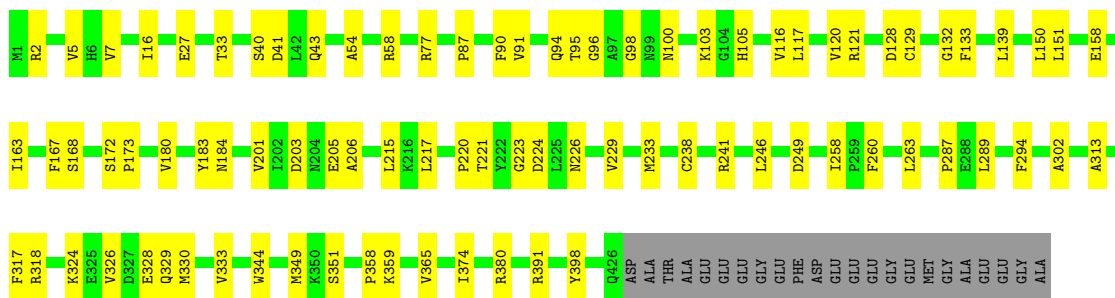 M1 R2 V5 H6 V7 I16 E27 T33 S40 D41 L42 Q43 A54 R58 R77 P87 F90 V91 Q94 T95 G96 A97 G98 N99 N100 K103 G104 H105 V116 L117 V120 R121 D128 C129 G132 F133 L139 L150 L151 E158
I163 F167 S168 S172 P173 V180 Y183 N184 V201 I202 D203 N204 E205 A206 L215 K216 L217 P220 T221 Y222 G223 D224 L225 N226 V229 M233 C238 R241 L246 D249 I258 P259 F260 L263 P287 E288 L289 F294 A302 A313
F317 R318 K324 E325 V326 D327 E328 Q329 M330 V333 W344 M349 K350 S351 P358 K359 V365 I374 R380 R391 Y398 Q426 ASP ALA THR ALA GLU GLU GLU GLY GLU PHE ASP GLU GLU GLU GLY GLU MET GLY ALA GLU GLU GLY ALA